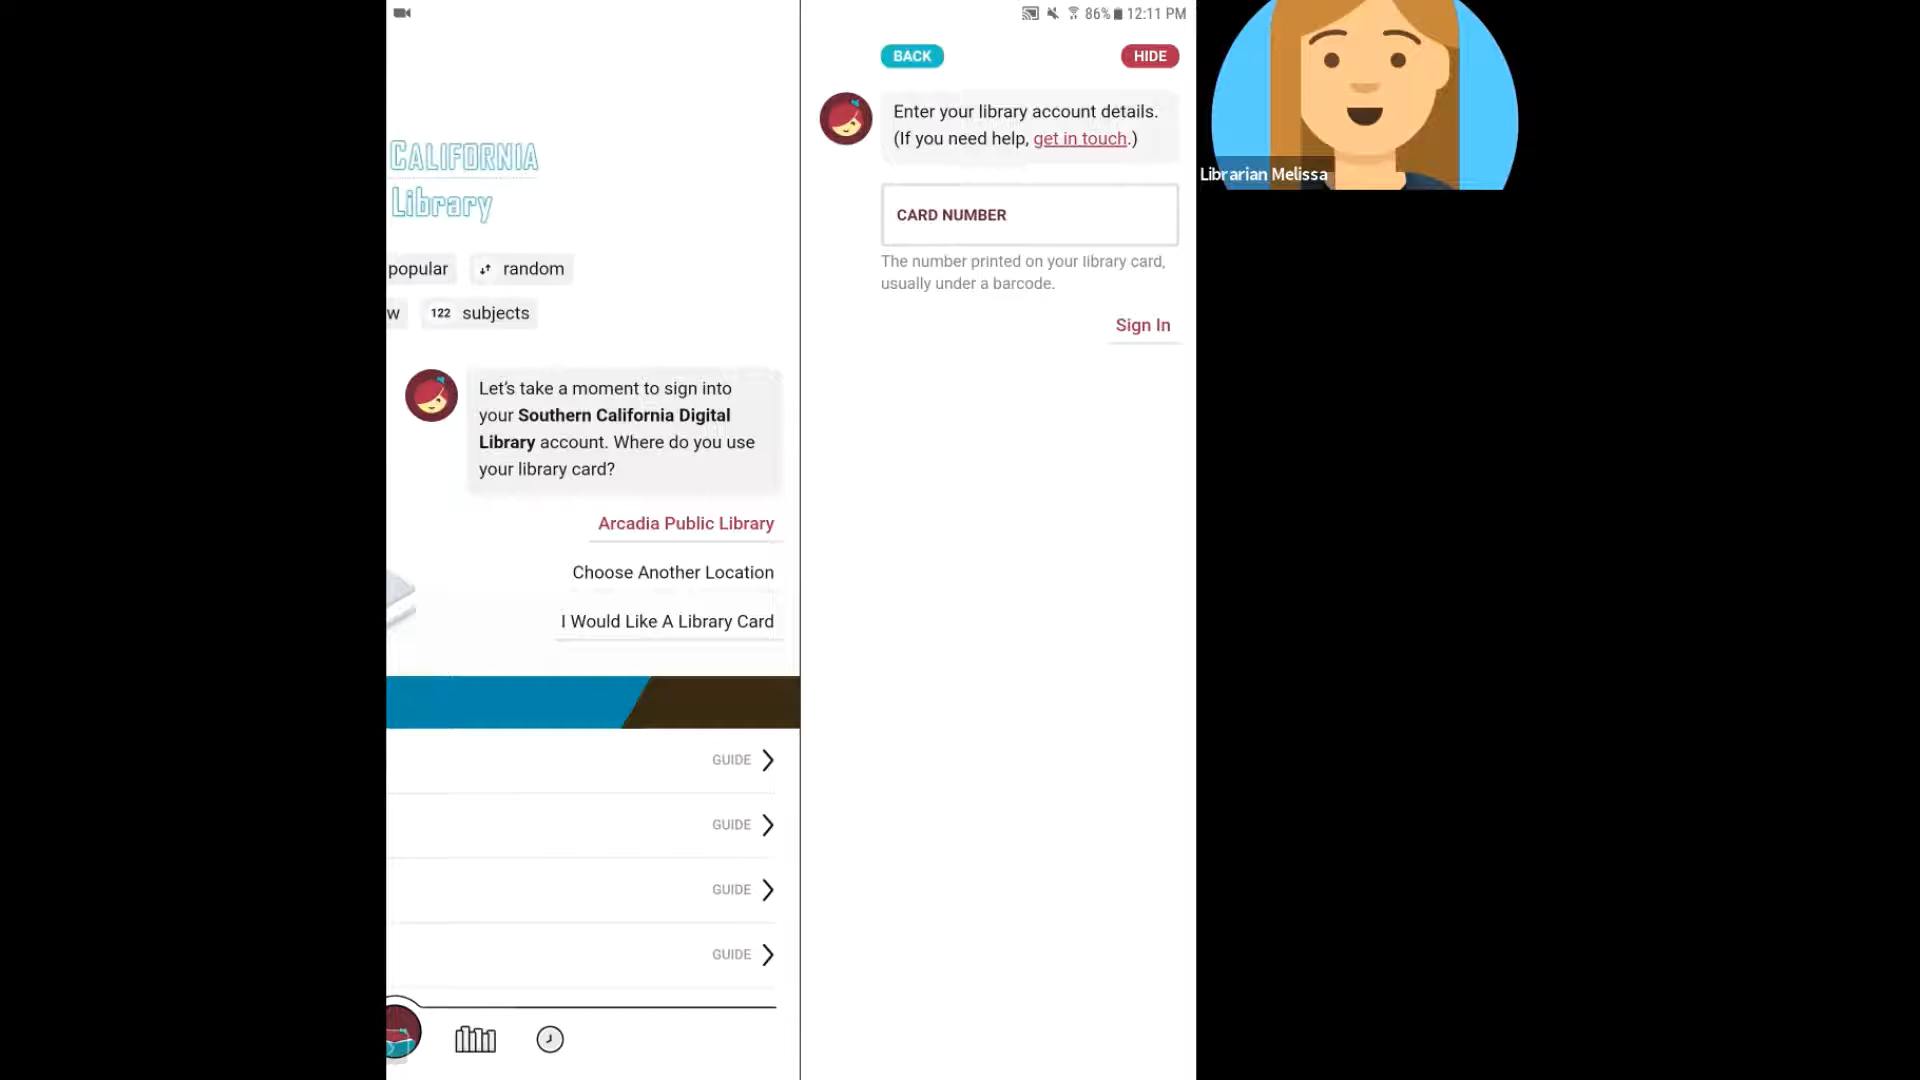 CALIFORNIA
Library
popular
random
w
122 subjects
Let's take a moment to sign into
your Southern California Digital
Library account. Where do you use
your library card?
Arcadia Public Library
Choose Another Location
I Would Like A Library Card
GUIDE
GUIDE
GUIDE
GUIDE
86% 12:11 PM
BACK
HIDE
Enter your library account details.
(If you need help, get in touch.)
CARD NUMBER
The number printed on your library card,
usually under a barcode.
Sign In
Librarian Melissa